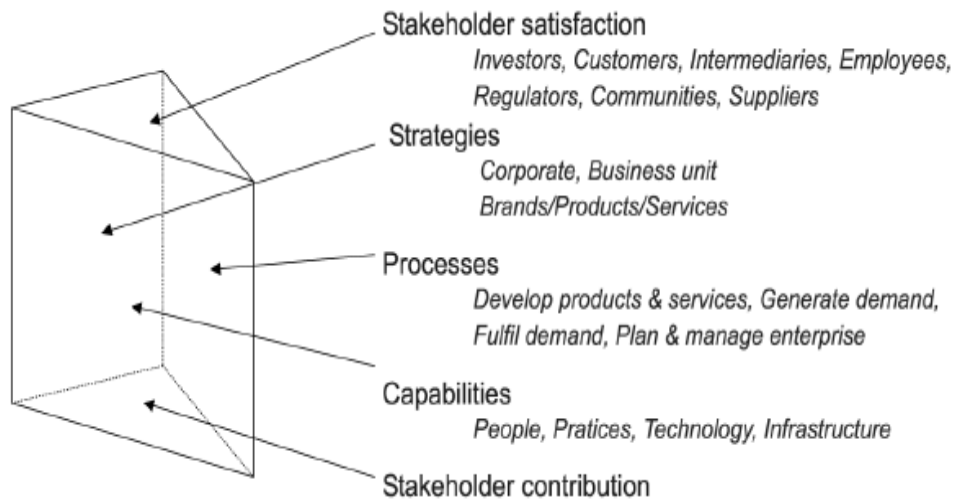 Stakeholder satisfaction
Investors, Customers, Intermediaries, Employees,
Regulators, Communities, Suppliers
Strategies
Corporate, Business unit
Brands/Products/Services
Processes
Develop products & services, Generate demand,
Fulfil demand, Plan & manage enterprise
Capabilities
People, Pratices, Technology, Infrastructure
Stakeholder contribution